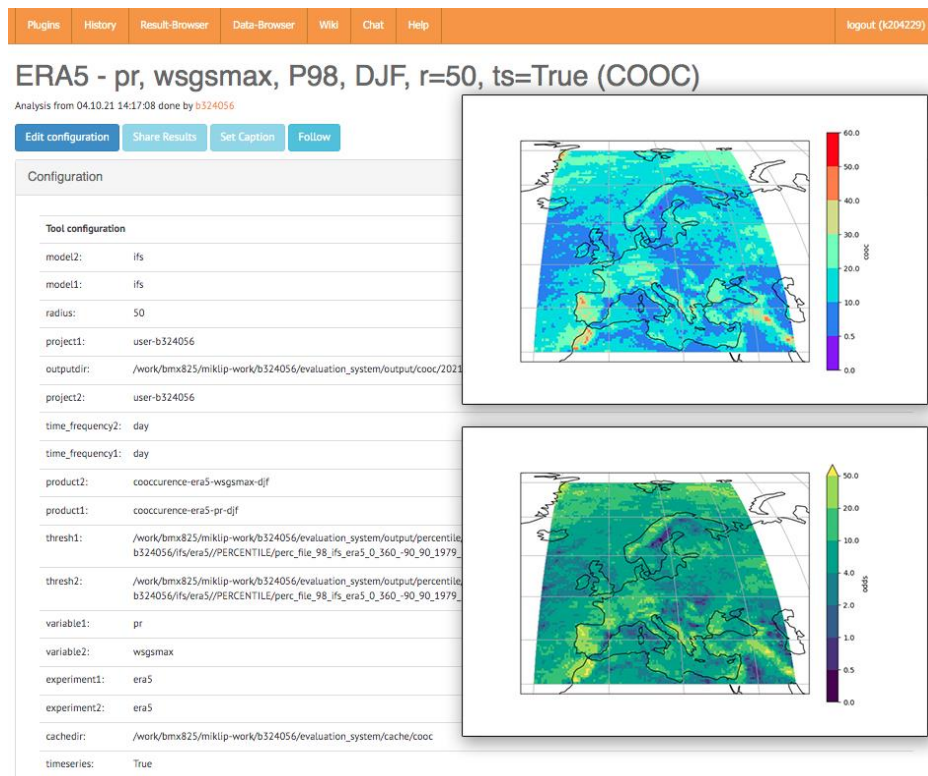 Plugins History Result-Browser Data-Browser Wiki Chat Help logout (k204229)
ERA5 - pr, wsgsmax, P98, DJF, r=50, ts=True (COOC)
Analysis from 04.10.21 14:17:08 done by b324056
Edit configuration Share Results Set Caption Follow
Configuration
Tool configuration
model2: ifs
model1: ifs
radius: 50
project1: user-b324056
outputdir: /work/bmx825/miklip-work/b324056/evaluation_system/output/cooc/2021
project2: user-b324056
time_frequency2: day
time_frequency1: day
product2: cooccurence-era5-wsgsmax-djf
product1: cooccurence-era5-pr-djf
thresh1: /work/bmx825/miklip-work/b324056/evaluation_system/output/percentile,
b324056/ifs/era5//PERCENTILE/perc_file_98_ifs_era5_0_360_-90_90_1979_
thresh2: /work/bmx825/miklip-work/b324056/evaluation_system/output/percentile,
b324056/ifs/era5//PERCENTILE/perc_file_98_ifs_era5_0_360_-90_90_1979_
variable1: pr
variable2: wsgsmax
experiment1: era5
experiment2: era5
cachedir: /work/bmx825/miklip-work/b324056/evaluation_system/cache/cooc
timeseries: True
60.0
50.0
40.0
30.0
20.0
10.0
0.5
0.0
cooc
50.0
20.0
10.0
4.0
2.0
1.0
0.5
0.0
odds